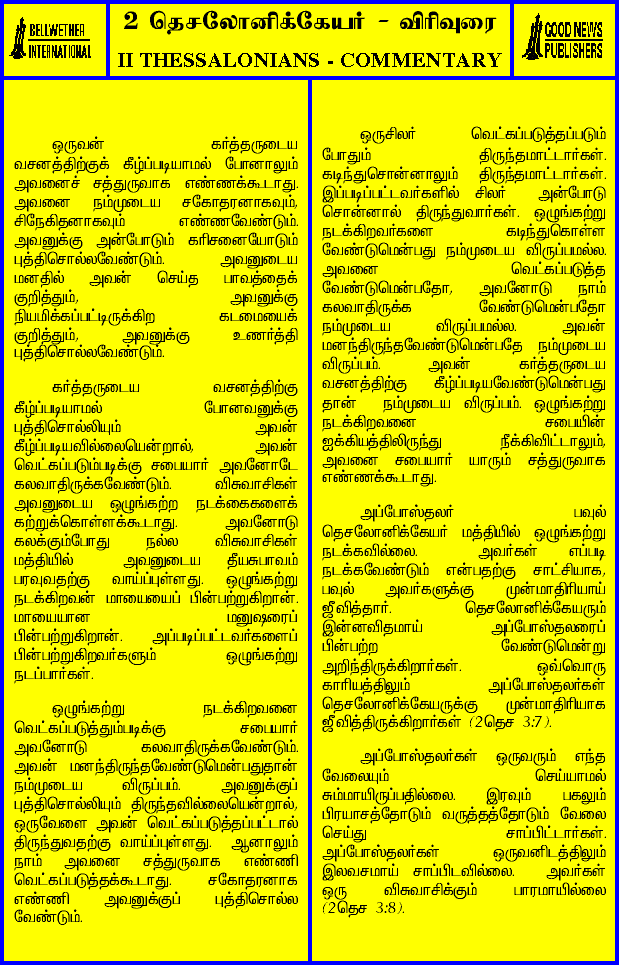 BELLWETHER
INTERNATIONAL
2 தெசலோனிக்கேயர் - விரிவுரை
II THESSALONIANS - COMMENTARY
GOOD NEWS
PUBLISHERS
ஒருவன் கர்த்தருடைய
வசனத்திற்குக் கீழ்ப்படியாமல் போனாலும்
அவனைச் சத்துருவாக எண்ணக்கூடாது.
அவனை நம்முடைய சகோதரனாகவும்,
சிநேகிதனாகவும் எண்ணவேண்டும்.
அவனுக்கு அன்போடும் கரிசனையோடும்
புத்திசொல்லவேண்டும். அவனுடைய
மனதில் அவன் செய்த பாவத்தைக்
குறித்தும், அவனுக்கு
நியமிக்கப்பட்டிருக்கிற கடமையைக்
குறித்தும், அவனுக்கு உணர்த்தி
புத்திசொல்லவேண்டும்.
கர்த்தருடைய வசனத்திற்கு
கீழ்ப்படியாமல் போனவனுக்கு
புத்திசொல்லியும் அவன்
கீழ்ப்படியவில்லையென்றால், அவன்
வெட்கப்படும்படிக்கு சபையார் அவனோடே
கலவாதிருக்கவேண்டும். விசுவாசிகள்
அவனுடைய ஒழுங்கற்ற நடக்கைகளைக்
கற்றுக்கொள்ளக்கூடாது. அவனோடு
கலக்கும்போது நல்ல விசுவாசிகள்
மத்தியில் அவனுடைய தீயசுபாவம்
பரவுவதற்கு வாய்ப்புள்ளது. ஒழுங்கற்று
நடக்கிறவன் மாயையைப் பின்பற்றுகிறான்.
மாயையான மனுஷரைப்
பின்பற்றுகிறான். அப்படிப்பட்டவர்களைப்
பின்பற்றுகிறவர்களும் ஒழுங்கற்று
நடப்பார்கள்.
ஒழுங்கற்று நடக்கிறவனை
வெட்கப்படுத்தும்படிக்கு சபையார்
அவனோடு கலவாதிருக்கவேண்டும்.
அவன் மனந்திருந்தவேண்டுமென்பதுதான்
நம்முடைய விருப்பம். அவனுக்குப்
புத்திசொல்லியும் திருந்தவில்லையென்றால்,
ஒருவேளை அவன் வெட்கப்படுத்தப்பட்டால்
திருந்துவதற்கு வாய்ப்புள்ளது. ஆனாலும்
நாம் அவனை சத்துருவாக எண்ணி
வெட்கப்படுத்தக்கூடாது. சகோதரனாக
எண்ணி அவனுக்குப் புத்திசொல்ல
வேண்டும்.
ஒருசிலர் வெட்கப்படுத்தப்படும்
போதும் திருந்தமாட்டார்கள்.
கடிந்துசொன்னாலும் திருந்தமாட்டார்கள்.
இப்படிப்பட்டவர்களில் சிலர் அன்போடு
சொன்னால் திருந்துவார்கள். ஒழுங்கற்று
நடக்கிறவர்களை கடிந்துகொள்ள
வேண்டுமென்பது நம்முடைய விருப்பமல்ல.
அவனை வெட்கப்படுத்த
வேண்டுமென்பதோ, அவனோடு நாம்
கலவாதிருக்க வேண்டுமென்பதோ
நம்முடைய விருப்பமல்ல. அவன்
மனந்திருந்தவேண்டுமென்பதே நம்முடைய
விருப்பம். அவன் கர்த்தருடைய
வசனத்திற்கு கீழ்ப்படியவேண்டுமென்பது
தான் நம்முடைய விருப்பம். ஒழுங்கற்று
நடக்கிறவனை சபையின்
ஐக்கியத்திலிருந்து நீக்கிவிட்டாலும்,
அவனை சபையார் யாரும் சத்துருவாக
எண்ணக்கூடாது.
அப்போஸ்தலர் பவுல்
தெசலோனிக்கேயர் மத்தியில் ஒழுங்கற்று
நடக்கவில்லை. அவர்கள் எப்படி
நடக்கவேண்டும் என்பதற்கு சாட்சியாக,
பவுல் அவர்களுக்கு முன்மாதிரியாய்
ஜீவித்தார். தெசலோனிக்கேயரும்
இன்னவிதமாய் அப்போஸ்தலரைப்
பின்பற்ற வேண்டுமென்று
அறிந்திருக்கிறார்கள். ஒவ்வொரு
காரியத்திலும் அப்போஸ்தலர்கள்
தெசலோனிக்கேயருக்கு முன்மாதிரியாக
ஜீவித்திருக்கிறார்கள் (2தெச 3:7).
அப்போஸ்தலர்கள் ஒருவரும் எந்த
வேலையும் செய்யாமல்
சும்மாயிருப்பதில்லை. இரவும் பகலும்
பிரயாசத்தோடும் வருத்தத்தோடும் வேலை
செய்து சாப்பிட்டார்கள்.
அப்போஸ்தலர்கள் ஒருவனிடத்திலும்
இலவசமாய் சாப்பிடவில்லை. அவர்கள்
ஒரு விசுவாசிக்கும் பாரமாயில்லை
(2தெச 3:8).